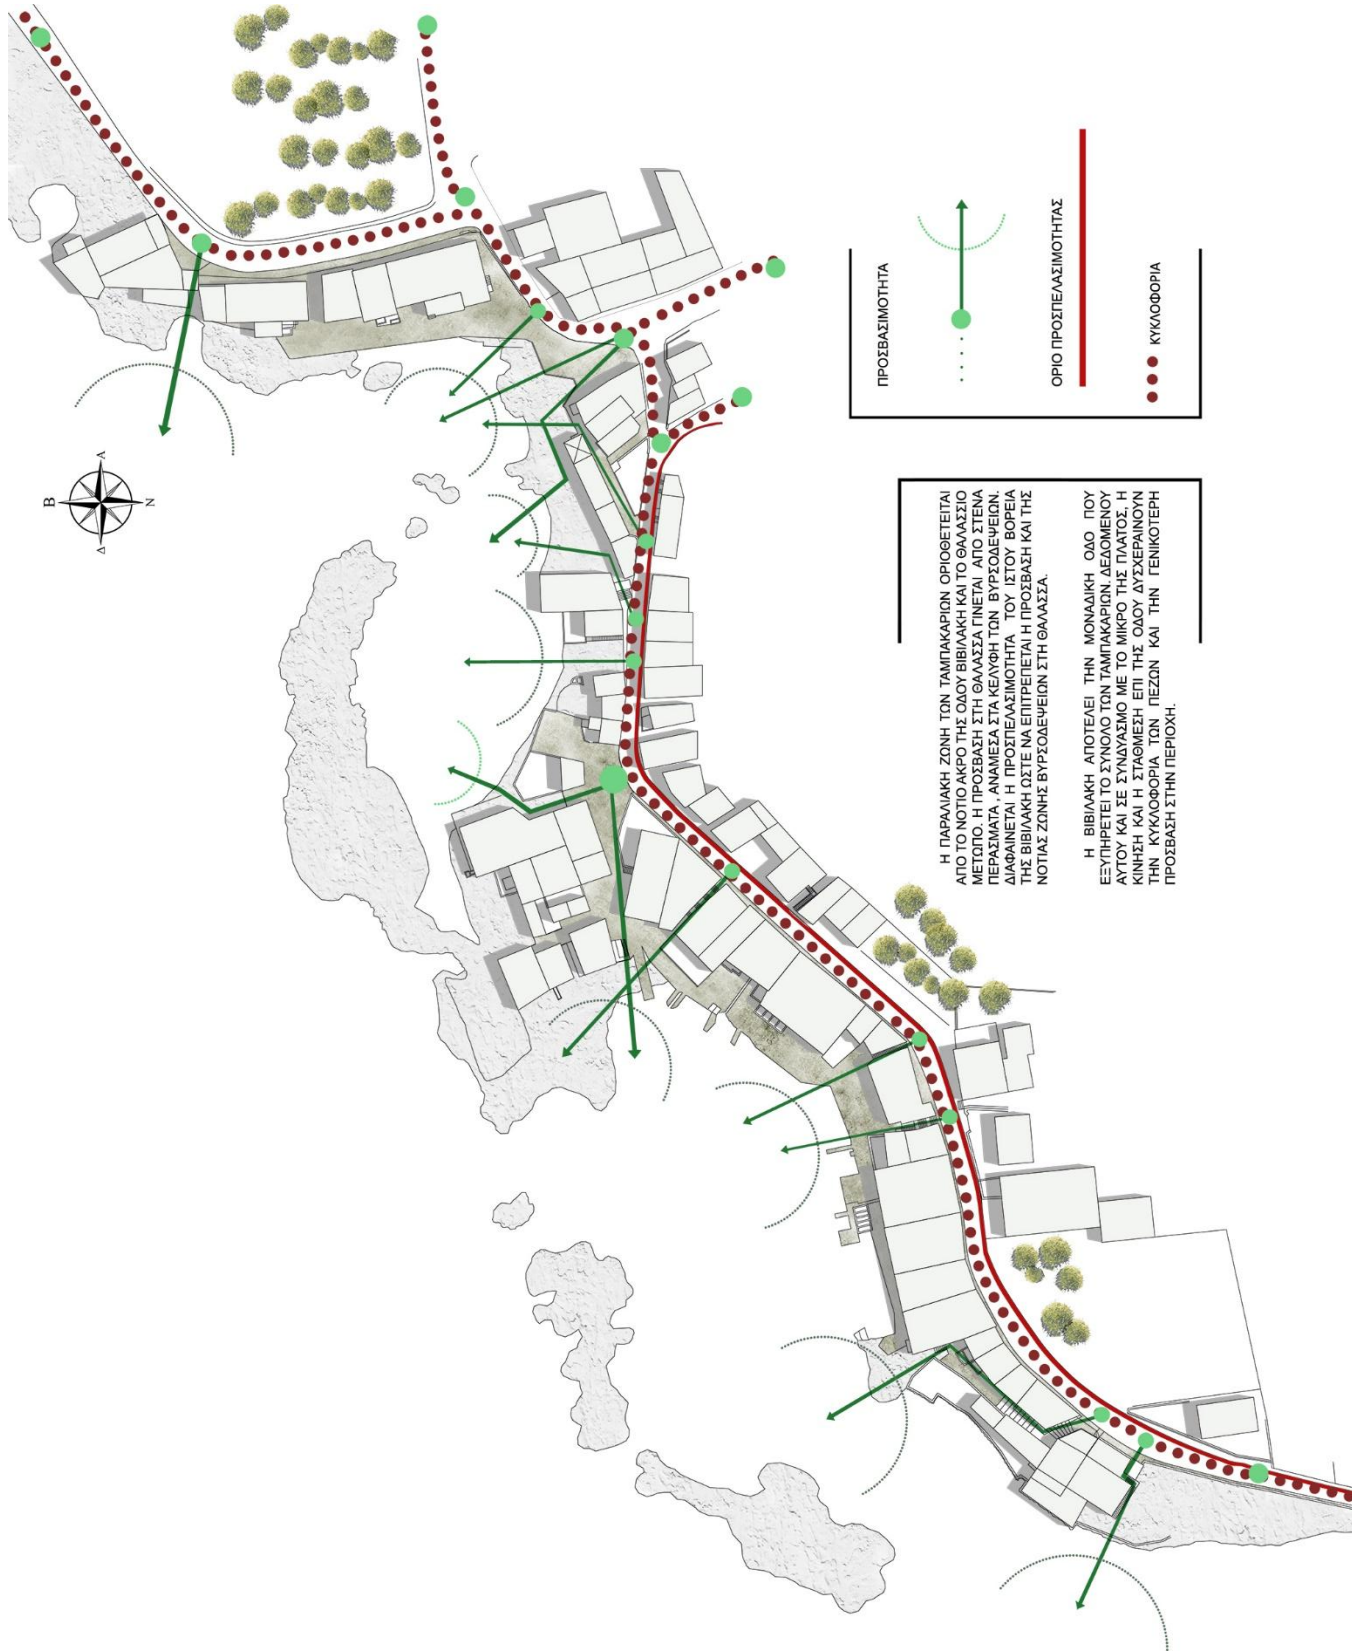 Β
Α
Ν
Δ
ΠΡΟΣΒΑΣΙΜΟΤΗΤΑ
ΟΡΙΟ ΠΡΟΣΠΕΛΑΣΙΜΟΤΗΤΑΣ
ΚΥΚΛΟΦΟΡΙΑ
Η ΠΑΡΑΛΙΑΚΗ ΖΩΝΗ ΤΩΝ ΤΑΜΠΑΚΑΡΙΩΝ ΟΡΙΟΘΕΤΕΙΤΑΙ
ΑΠΟ ΤΟ ΝΟΤΙΟ ΑΚΡΟ ΤΗΣ ΟΔΟΥ ΒΙΒΙΛΑΚΗ ΚΑΙ ΤΟ ΘΑΛΑΣΣΙΟ
ΜΕΤΩΠΟ. Η ΠΡΟΣΒΑΣΗ ΣΤΗ ΘΑΛΑΣΣΑ ΓΙΝΕΤΑΙ ΑΠΟ ΣΤΕΝΑ
ΠΕΡΑΣΜΑΤΑ , ΑΝΑΜΕΣΑ ΣΤΑ ΚΕΛΥΦΗ ΤΩΝ ΒΥΡΣΟΔΕΨΕΙΩΝ.
ΔΙΑΦΑΙΝΕΤΑΙ Η ΠΡΟΣΠΕΛΑΣΙΜΟΤΗΤΑ ΤΟΥ ΙΣΤΟΥ ΒΟΡΕΙΑ
ΤΗΣ ΒΙΒΙΛΑΚΗ ΩΣΤΕ ΝΑ ΕΠΙΤΡΕΠΕΤΑΙ Η ΠΡΟΣΒΑΣΗ ΚΑΙ ΤΗΣ
ΝΟΤΙΑΣ ΖΩΝΗΣ ΒΥΡΣΟΔΕΨΕΙΩΝ ΣΤΗ ΘΑΛΑΣΣΑ.
Η ΒΙΒΙΛΑΚΗ ΑΠΟΤΕΛΕΙ ΤΗΝ ΜΟΝΑΔΙΚΗ ΟΔΟ ΠΟΥ
ΕΞΥΠΗΡΕΤΕΙ ΤΟ ΣΥΝΟΛΟ ΤΩΝ ΤΑΜΠΑΚΑΡΙΩΝ. ΔΕΔΟΜΕΝΟΥ
ΑΥΤΟΥ ΚΑΙ ΣΕ ΣΥΝΔΥΑΣΜΟ ΜΕ ΤΟ ΜΙΚΡΟ ΤΗΣ ΠΛΑΤΟΣ, Η
ΚΙΝΗΣΗ ΚΑΙ Η ΣΤΑΘΜΕΣΗ ΕΠΙ ΤΗΣ ΟΔΟΥ ΔΥΣΧΕΡΑΙΝΟΥΝ
ΤΗΝ ΚΥΚΛΟΦΟΡΙΑ ΤΩΝ ΠΕΖΩΝ ΚΑΙ ΤΗΝ ΓΕΝΙΚΟΤΕΡΗ
ΠΡΟΣΒΑΣΗ ΣΤΗΝ ΠΕΡΙΟΧΗ.